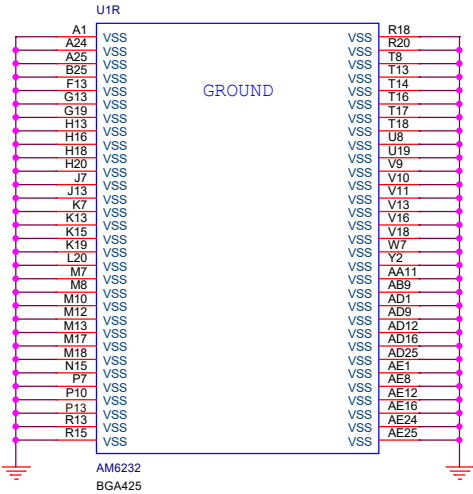 U1R
A1 VSS VSS R18
A24 VSS VSS R20
A25 VSS VSS T8
B25 VSS VSS T13
F13 VSS VSS T14
G13 VSS VSS T16
G19 VSS VSS T17
H13 VSS VSS T18
H16 VSS VSS U8
H18 VSS VSS U19
H20 VSS VSS V9
J7 VSS VSS V10
J13 VSS VSS V11
K7 VSS VSS V13
K13 VSS VSS V16
K15 VSS VSS V18
K19 VSS VSS W7
L20 VSS VSS Y2
M7 VSS VSS AA11
M8 VSS VSS AB9
M10 VSS VSS AD1
M12 VSS VSS AD9
M13 VSS VSS AD12
M17 VSS VSS AD16
M18 VSS VSS AD25
N15 VSS VSS AE1
P7 VSS VSS AE8
P10 VSS VSS AE12
P13 VSS VSS AE16
R13 VSS VSS AE24
R15 VSS VSS AE25
GROUND
AM6232
BGA425